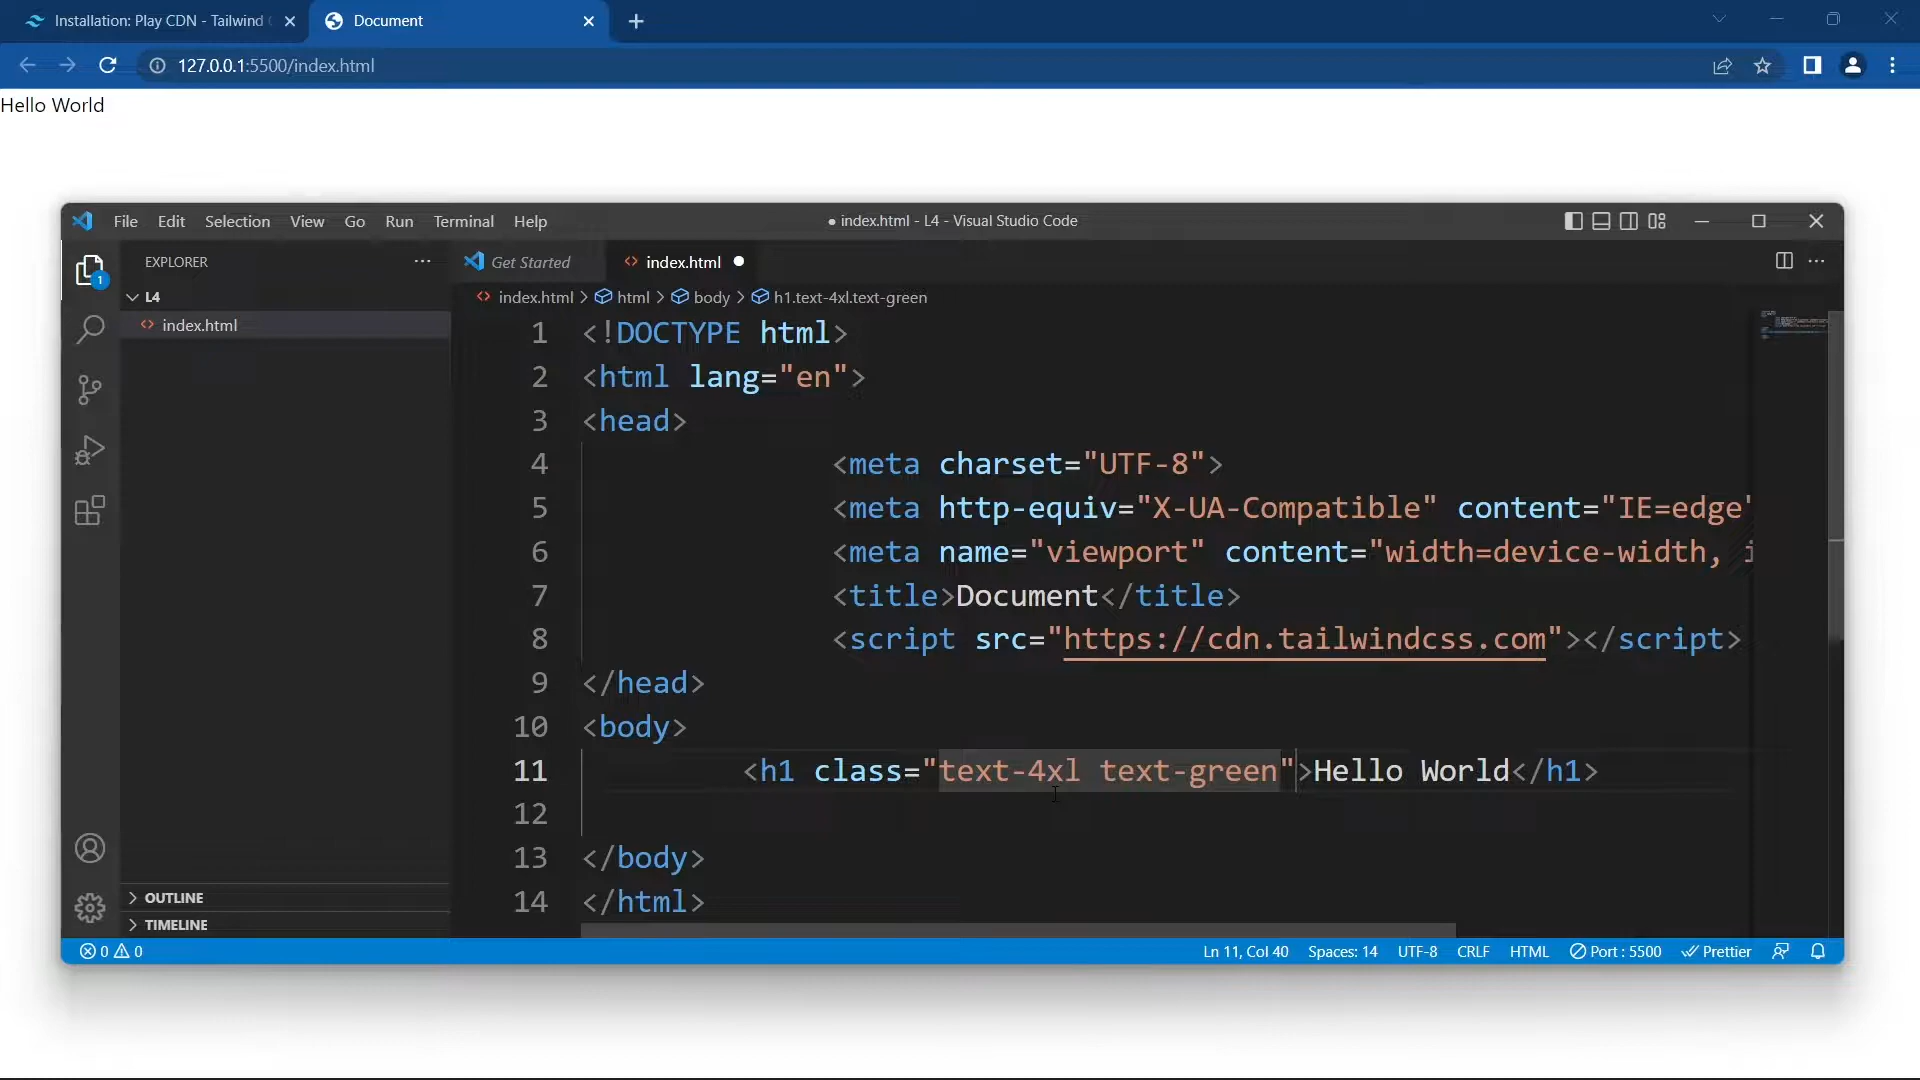 Installation: Play CDN - Tailwind
Document
127.0.0.1:5500/index.html
Hello World
File Edit Selection View Go Run Terminal Help
● index.html - L4 - Visual Studio Code
1
EXPLORER
L4
index.html
OUTLINE
TIMELINE
Get Started
index.html
index.html > html > body > h1.text-4xl.text-green
1 <!DOCTYPE html>
2 <html lang="en">
3 <head>
4 <meta charset="UTF-8">
5 <meta http-equiv="X-UA-Compatible" content="IE=edge"
6 <meta name="viewport" content="width=device-width, i
7 <title>Document</title>
8 <script src="https://cdn.tailwindcss.com"></script>
9 </head>
10 <body>
11 <h1 class="text-4xl text-green">Hello World</h1>
12
13 </body>
14 </html>
0 0 Ln 11, Col 40 Spaces: 14 UTF-8 CRLF HTML Port : 5500 Prettier